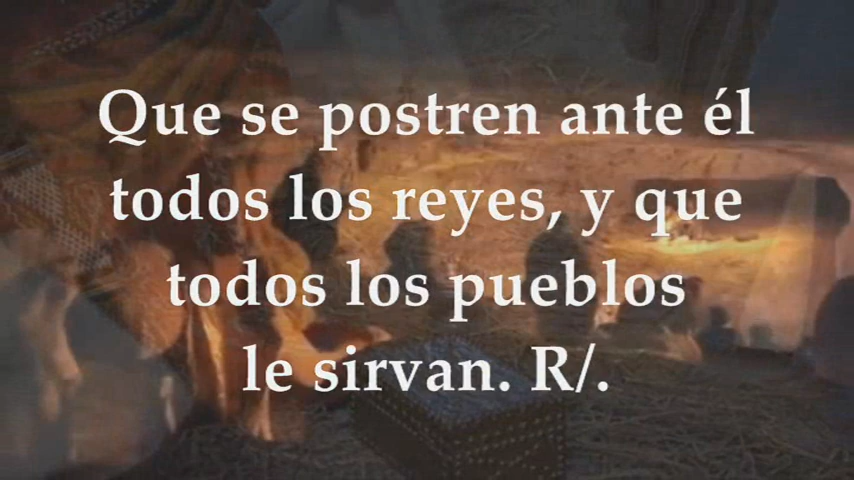 Que se postren ante él
todos los reyes, y que
todos los pueblos
le sirvan. R/.